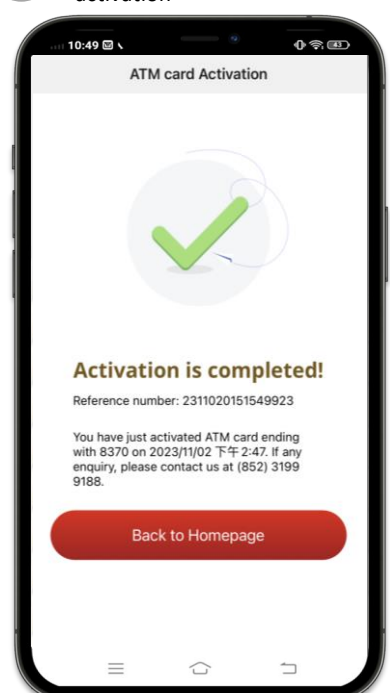 activation
10:49
43
ATM card Activation
Activation is completed!
Reference number: 2311020151549923
You have just activated ATM card ending
with 8370 on 2023/11/02 下午2:47. If any
enquiry, please contact us at (852) 3199
9188.
Back to Homepage